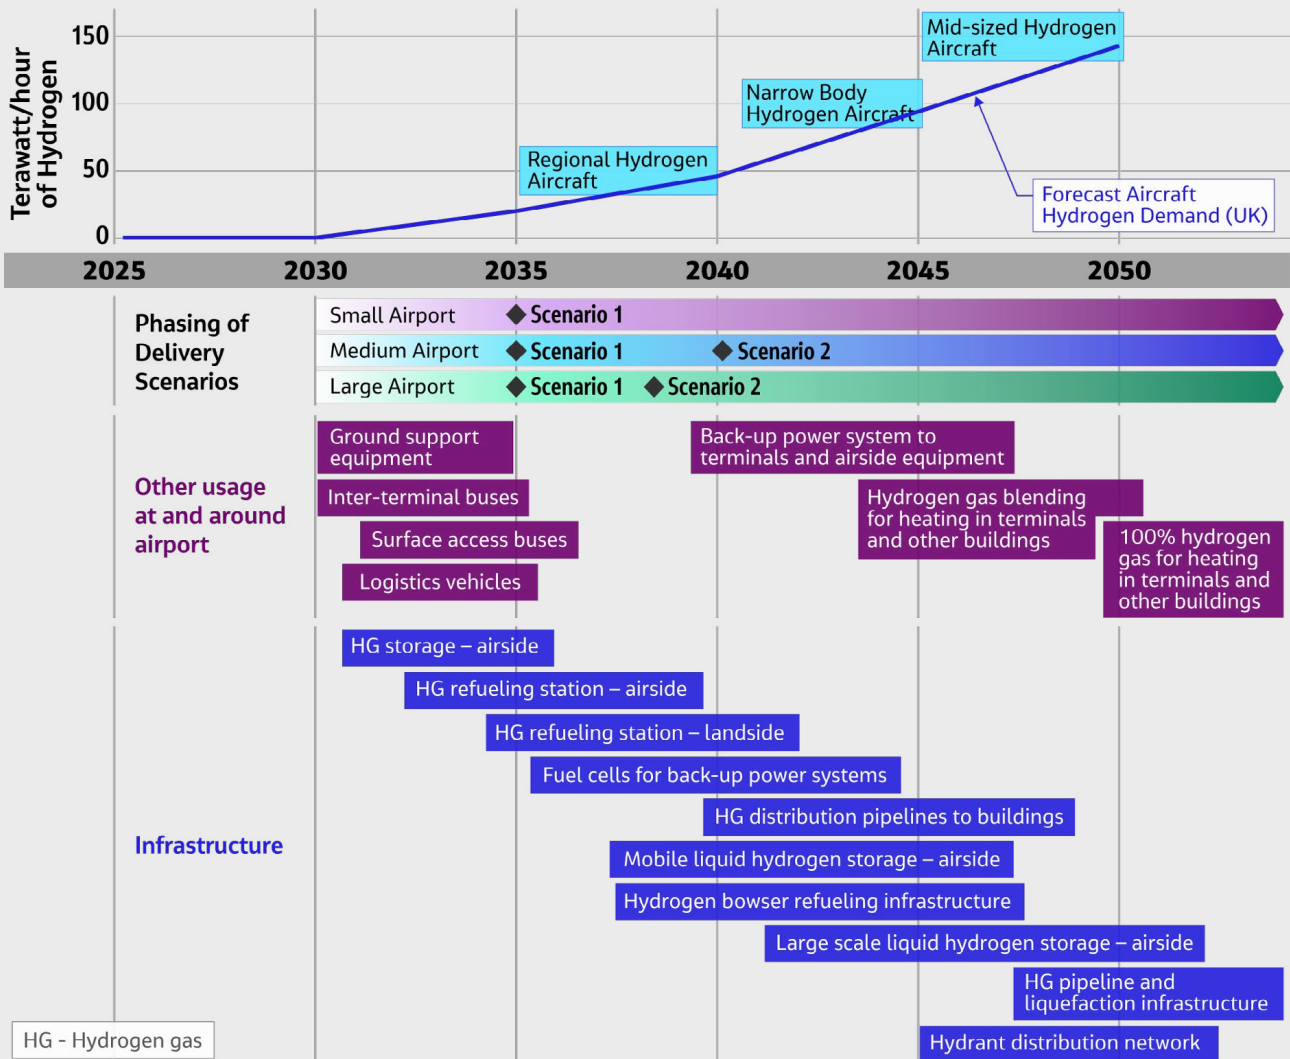 Terawatt/hour
of Hydrogen
150
100
50
0
Mid-sized Hydrogen
Aircraft
Narrow Body
Hydrogen Aircraft
Regional Hydrogen
Aircraft
Forecast Aircraft
Hydrogen Demand (UK)
2025 2030 2035 2040 2045 2050
Phasing of
Delivery
Scenarios
Small Airport Scenario 1
Medium Airport Scenario 1 Scenario 2
Large Airport Scenario 1 Scenario 2
Other usage
at and around
airport
Ground support
equipment
Inter-terminal buses
Surface access buses
Logistics vehicles
Back-up power system to
terminals and airside equipment
Hydrogen gas blending
for heating in terminals
and other buildings
100% hydrogen
gas for heating
in terminals and
other buildings
Infrastructure
HG storage – airside
HG refueling station – airside
HG refueling station – landside
Fuel cells for back-up power systems
HG distribution pipelines to buildings
Mobile liquid hydrogen storage – airside
Hydrogen bowser refueling infrastructure
Large scale liquid hydrogen storage – airside
HG pipeline and
liquefaction infrastructure
Hydrant distribution network
HG - Hydrogen gas